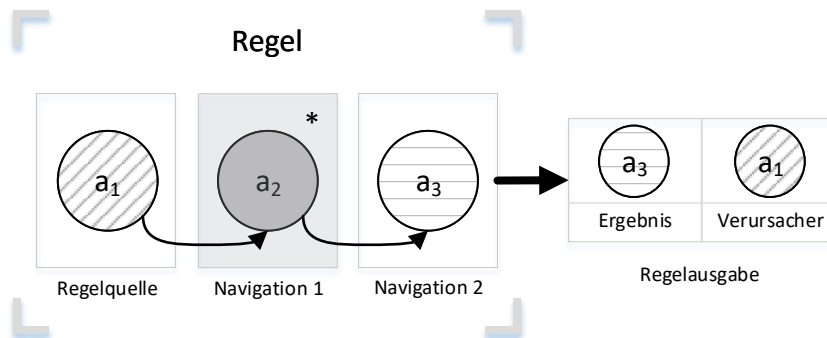 Regel
*
a₁
a₂
a₃
Regelquelle
Navigation 1
Navigation 2
a₃
a₁
Ergebnis
Verursacher
Regelausgabe